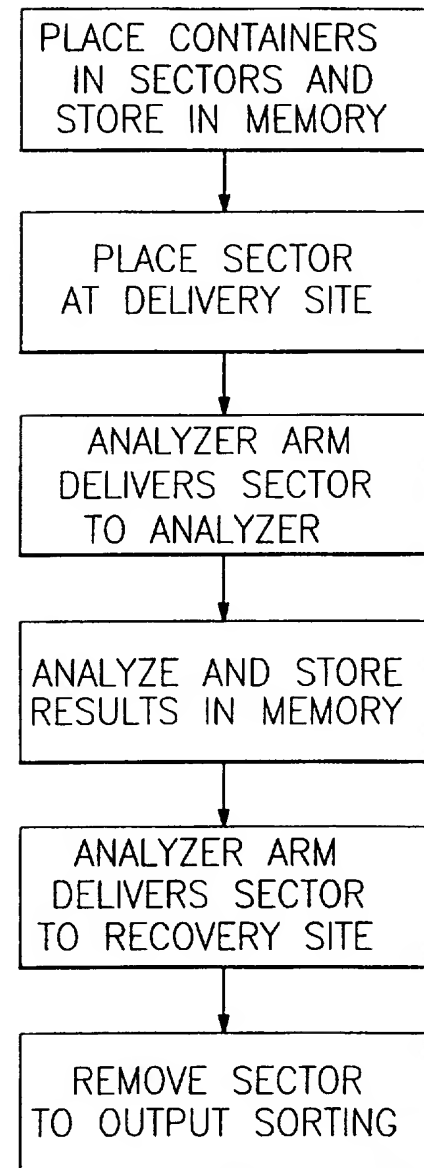 PLACE CONTAINERS
IN SECTORS AND
STORE IN MEMORY
PLACE SECTOR
AT DELIVERY SITE
ANALYZER ARM
DELIVERS SECTOR
TO ANALYZER
ANALYZE AND STORE
RESULTS IN MEMORY
ANALYZER ARM
DELIVERS SECTOR
TO RECOVERY SITE
REMOVE SECTOR
TO OUTPUT SORTING